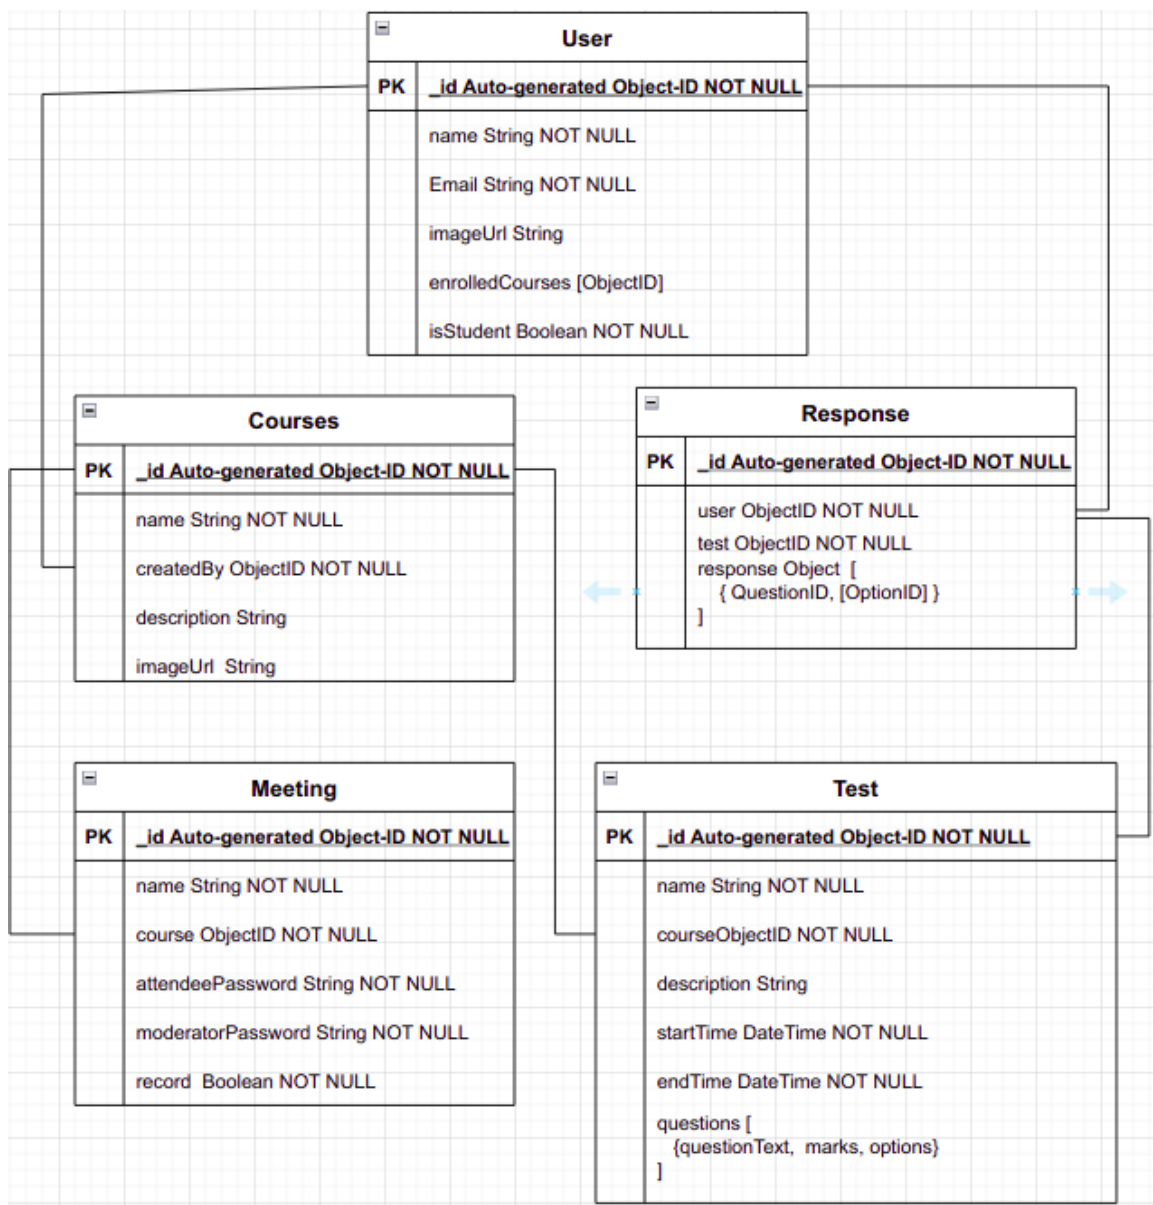 User
PK _id Auto-generated Object-ID NOT NULL
name String NOT NULL
Email String NOT NULL
imageUrl String
enrolledCourses [ObjectID]
isStudent Boolean NOT NULL
Courses
PK _id Auto-generated Object-ID NOT NULL
name String NOT NULL
createdBy ObjectID NOT NULL
description String
imageUrl String
Response
PK _id Auto-generated Object-ID NOT NULL
user ObjectID NOT NULL
test ObjectID NOT NULL
response Object [
{ QuestionID, [OptionID] }
]
Meeting
PK _id Auto-generated Object-ID NOT NULL
name String NOT NULL
course ObjectID NOT NULL
attendeePassword String NOT NULL
moderatorPassword String NOT NULL
record Boolean NOT NULL
Test
PK _id Auto-generated Object-ID NOT NULL
name String NOT NULL
courseObjectID NOT NULL
description String
startTime DateTime NOT NULL
endTime DateTime NOT NULL
questions [
{questionText, marks, options}
]